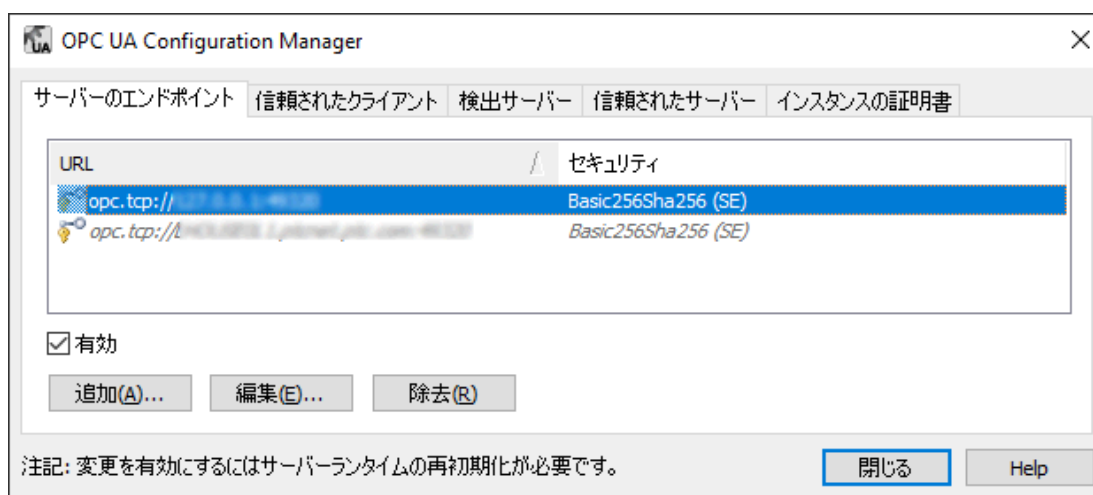 OPC UA Configuration Manager
サーバーのエンドポイント 信頼されたクライアント 検出サーバー 信頼されたサーバー インスタンスの証明書
URL セキュリティ
opc.tcp:// Basic256Sha256 (SE)
opc.tcp:// Basic256Sha256 (SE)
有効
追加(A)... 編集(E)... 除去(R)
注記: 変更を有効にするにはサーバーランタイムの再初期化が必要です。 閉じる Help